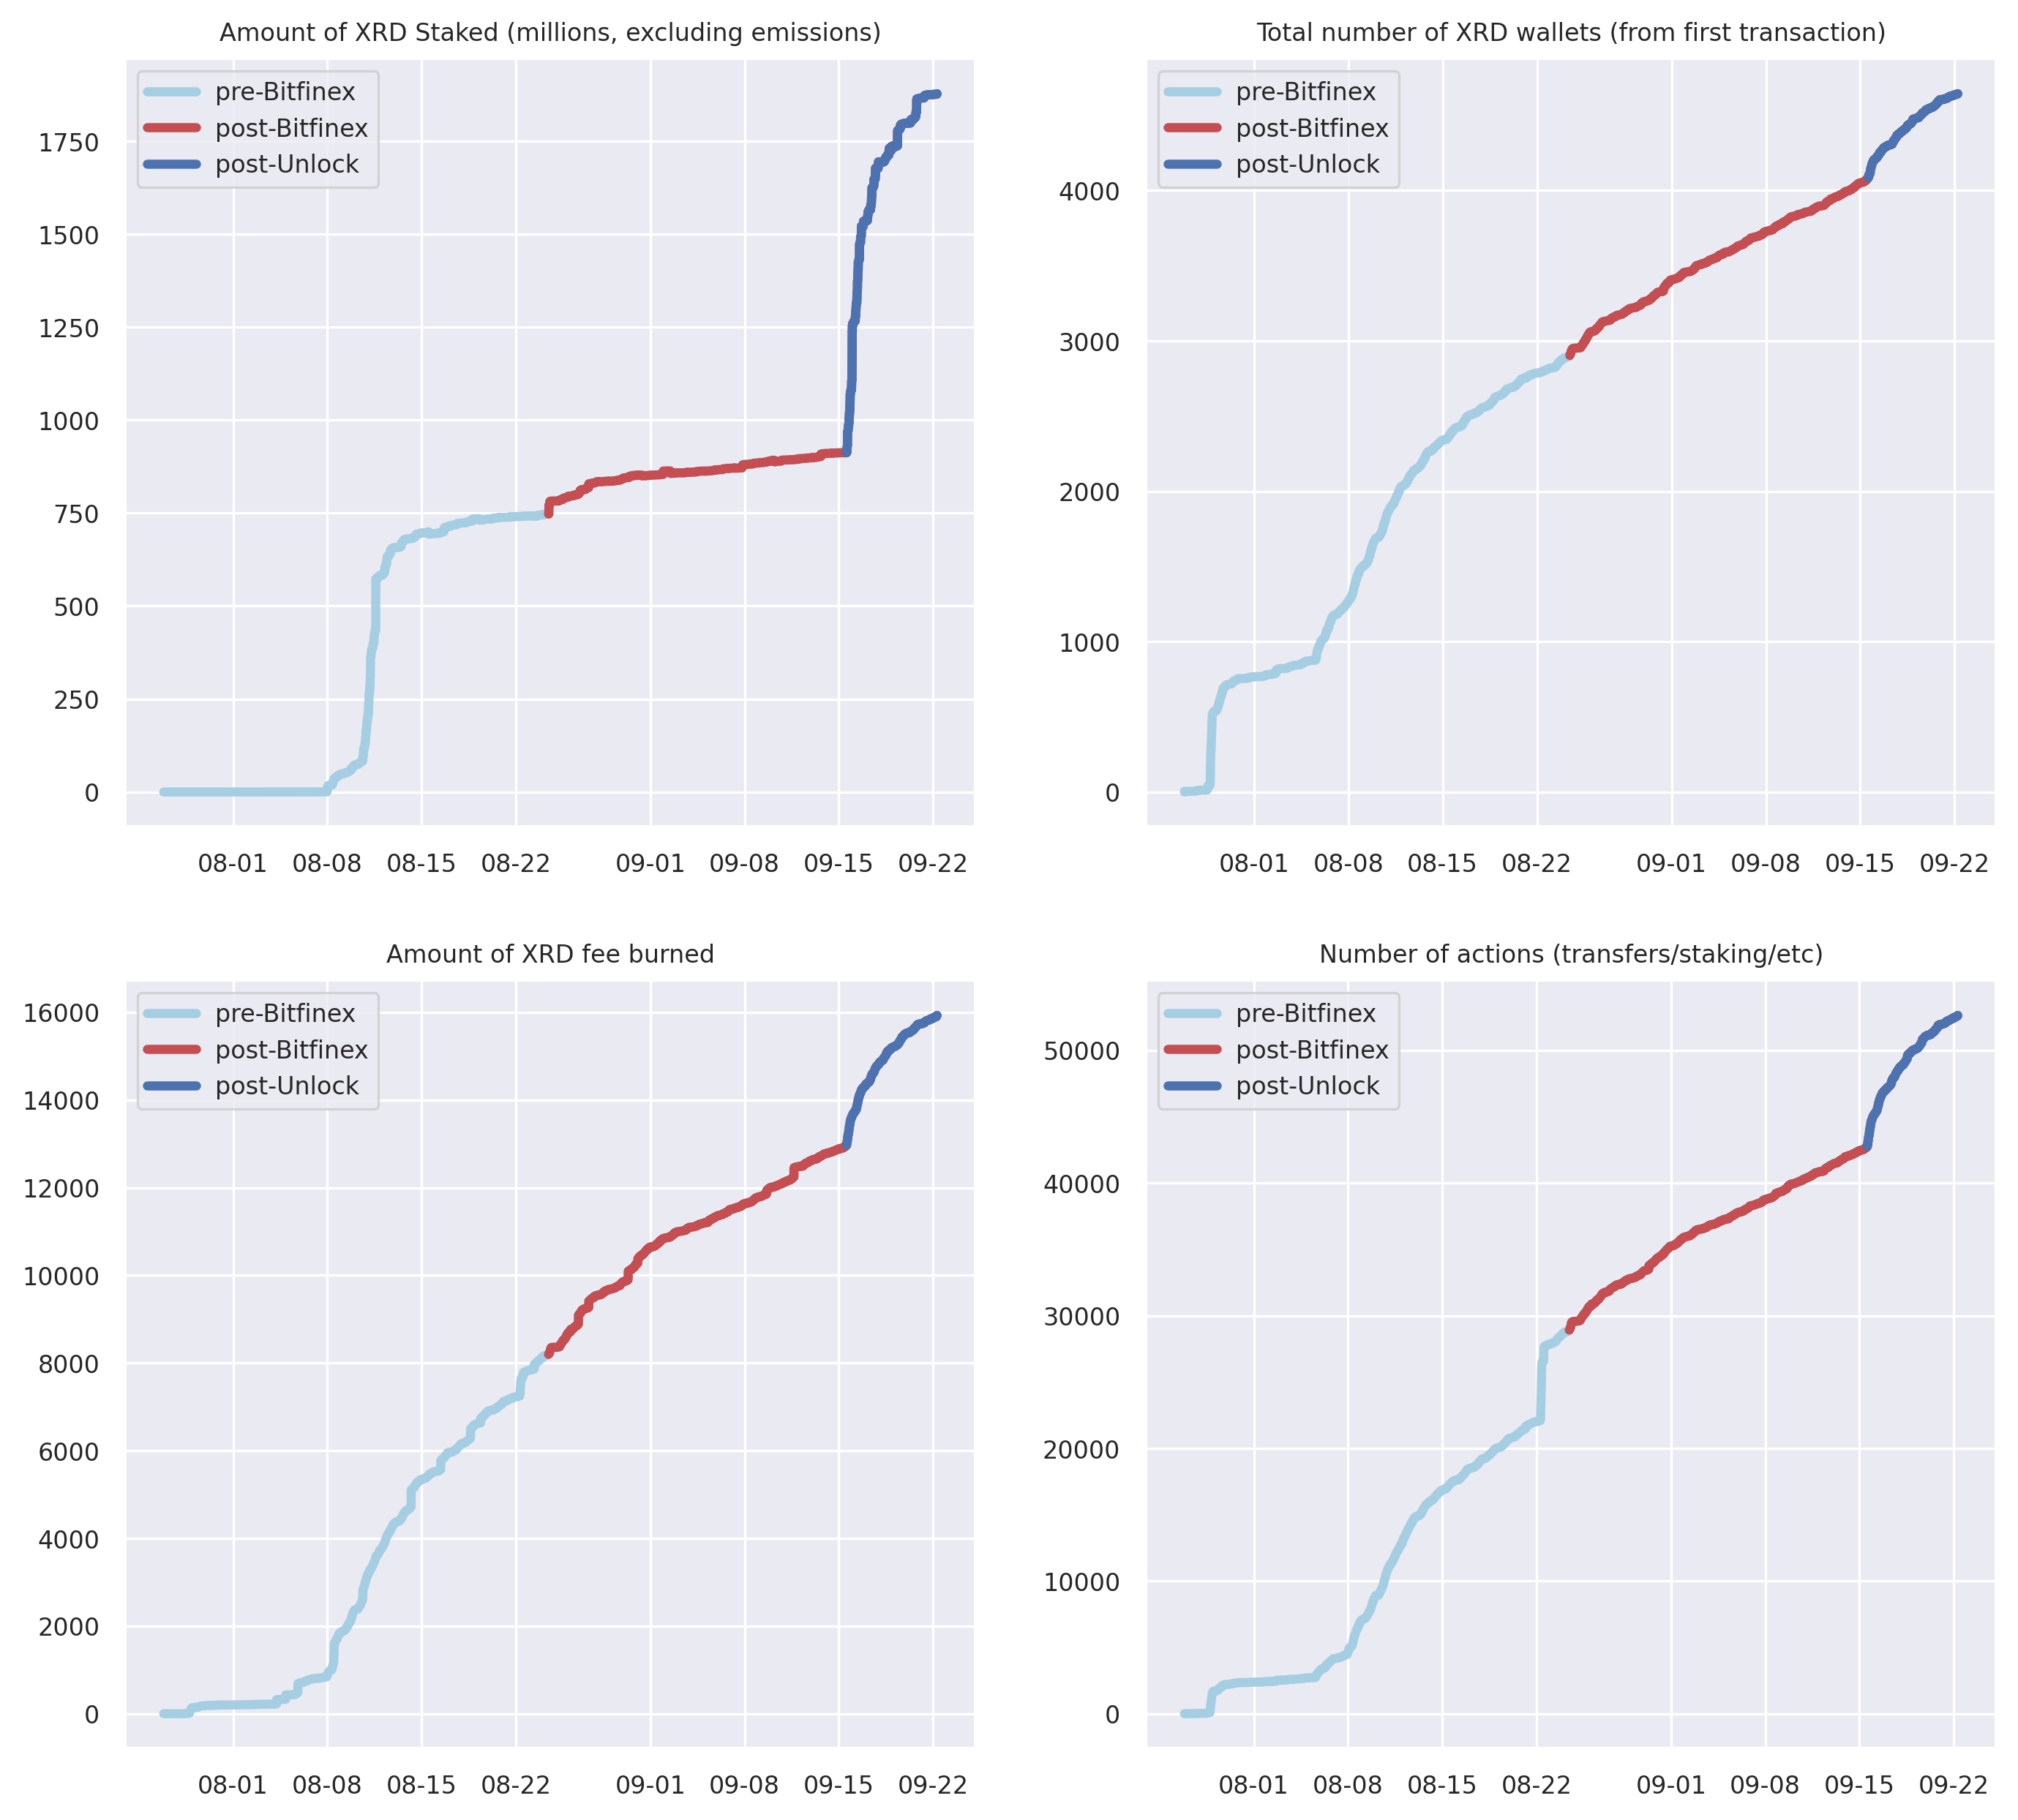 Amount of XRD Staked (millions, excluding emissions)
pre-Bitfinex
post-Bitfinex
post-Unlock
1750
1500
1250
1000
750
500
250
0
08-01 08-08 08-15 08-22 09-01 09-08 09-15 09-22
Total number of XRD wallets (from first transaction)
pre-Bitfinex
post-Bitfinex
post-Unlock
4000
3000
2000
1000
0
08-01 08-08 08-15 08-22 09-01 09-08 09-15 09-22
Amount of XRD fee burned
pre-Bitfinex
post-Bitfinex
post-Unlock
16000
14000
12000
10000
8000
6000
4000
2000
0
08-01 08-08 08-15 08-22 09-01 09-08 09-15 09-22
Number of actions (transfers/staking/etc)
pre-Bitfinex
post-Bitfinex
post-Unlock
50000
40000
30000
20000
10000
0
08-01 08-08 08-15 08-22 09-01 09-08 09-15 09-22